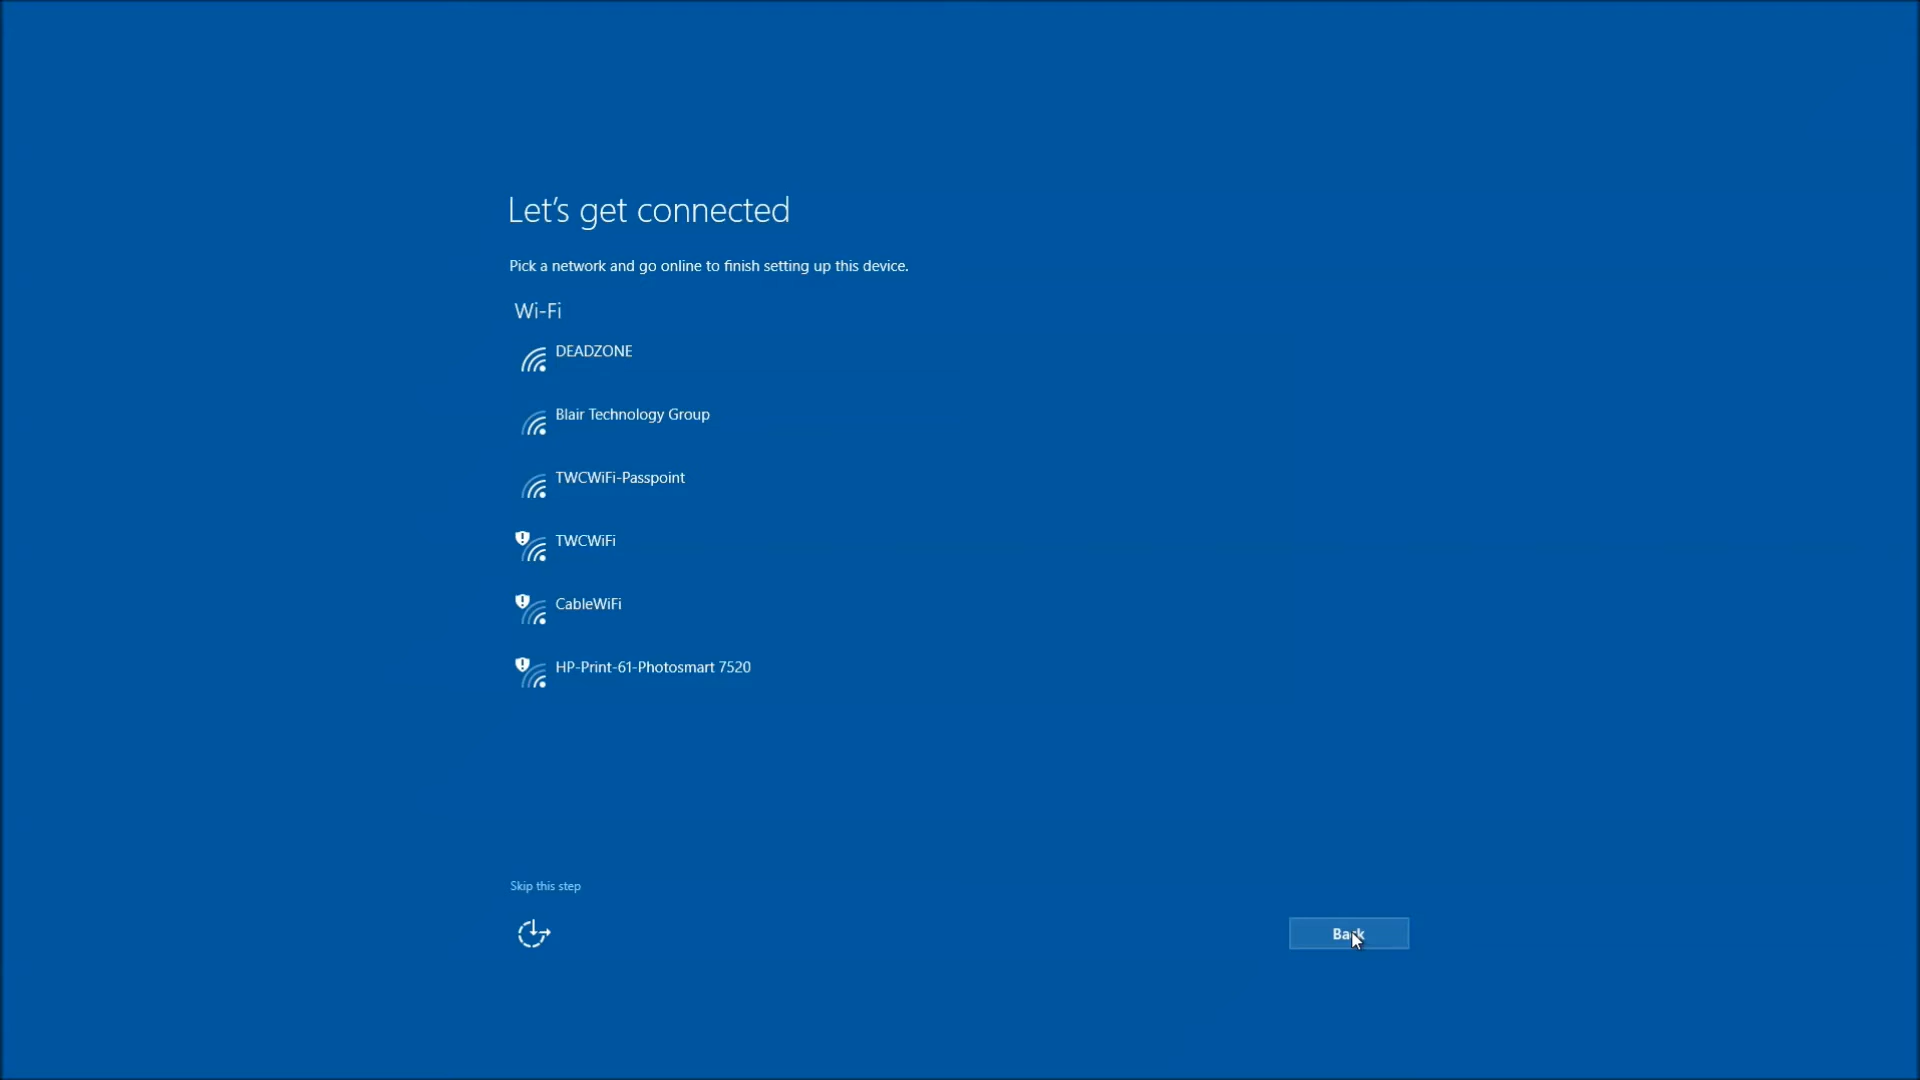 Let's get connected
Pick a network and go online to finish setting up this device.
Wi-Fi
DEADZONE
Blair Technology Group
TWCWiFi-Passpoint
TWCWiFi
CableWiFi
HP-Print-61-Photosmart 7520
Skip this step
Back